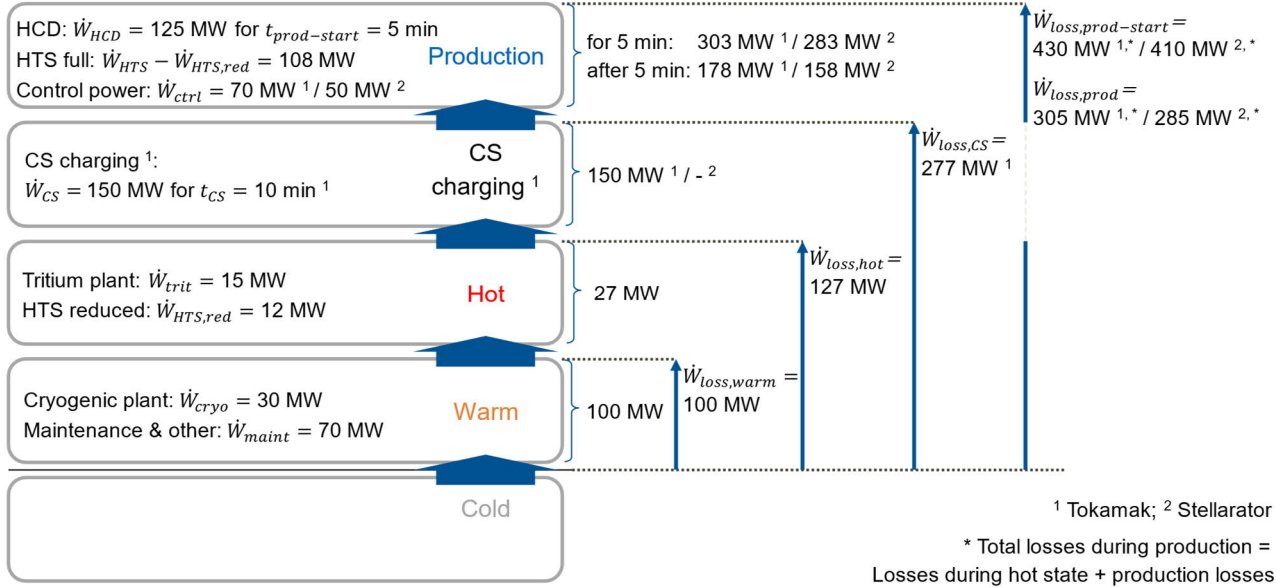 HCD: Ẇ_HCD = 125 MW for t_prod−start = 5 min
HTS full: Ẇ_HTS − Ẇ_HTS,red = 108 MW
Control power: Ẇ_ctrl = 70 MW ¹ / 50 MW ²
Production
for 5 min: 303 MW ¹ / 283 MW ²
after 5 min: 178 MW ¹ / 158 MW ²
Ẇ_loss,prod−start =
430 MW ¹,* / 410 MW ²,*
Ẇ_loss,prod =
305 MW ¹,* / 285 MW ²,*
CS charging ¹:
Ẇ_CS = 150 MW for t_CS = 10 min ¹
CS
charging ¹
150 MW ¹ / - ²
Ẇ_loss,CS =
277 MW ¹
Tritium plant: Ẇ_trit = 15 MW
HTS reduced: Ẇ_HTS,red = 12 MW
Hot
27 MW
Ẇ_loss,hot =
127 MW
Cryogenic plant: Ẇ_cryo = 30 MW
Maintenance & other: Ẇ_maint = 70 MW
Warm
100 MW
Ẇ_loss,warm =
100 MW
Cold
¹ Tokamak; ² Stellarator
* Total losses during production =
Losses during hot state + production losses